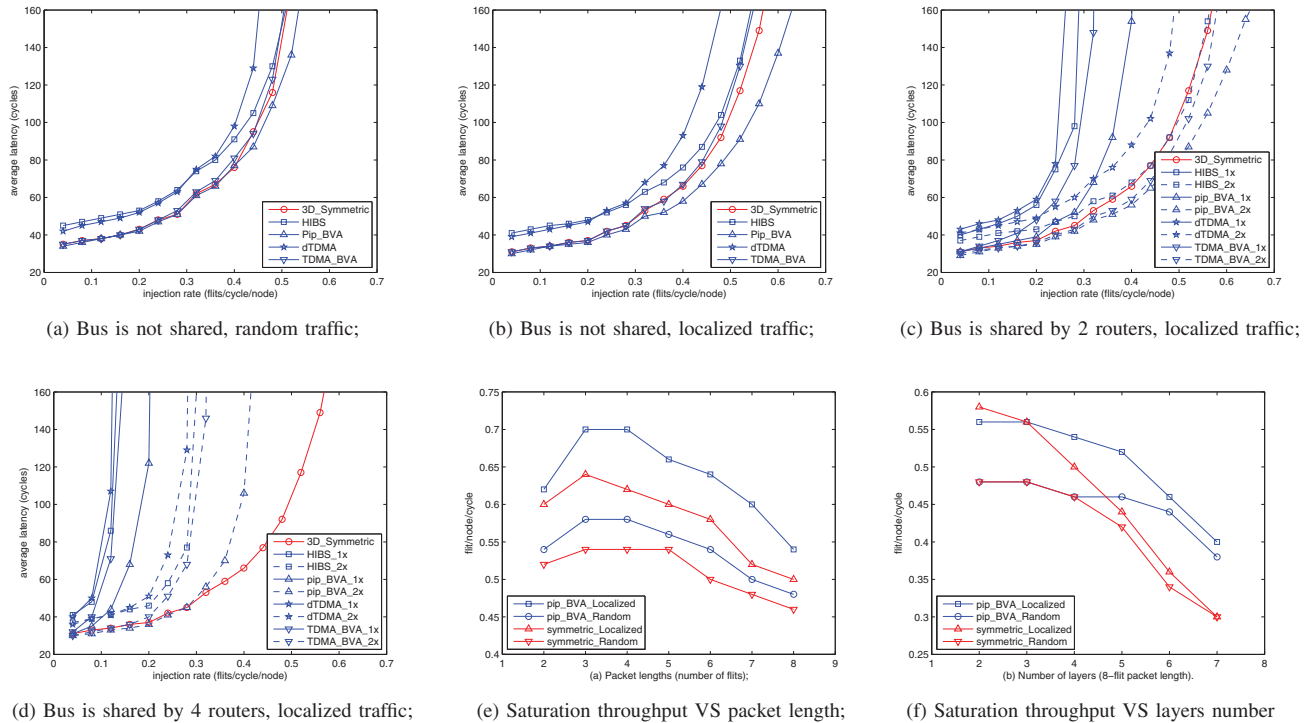 160
140
120
100
80
60
40
20
average latency (cycles)
0
0.1
0.2
0.3
0.4
0.5
0.6
0.7
injection rate (flits/cycle/node)
3D_Symmetric
HIBS
Pip_BVA
dTDMA
TDMA_BVA
(a) Bus is not shared, random traffic;
160
140
120
100
80
60
40
20
average latency (cycles)
0
0.1
0.2
0.3
0.4
0.5
0.6
0.7
injection rate (flits/cycle/node)
3D_Symmetric
HIBS
Pip_BVA
dTDMA
TDMA_BVA
(b) Bus is not shared, localized traffic;
160
140
120
100
80
60
40
20
average latency (cycles)
0
0.1
0.2
0.3
0.4
0.5
0.6
0.7
injection rate (flits/cycle/node)
3D_Symmetric
HIBS_1x
HIBS_2x
pip_BVA_1x
pip_BVA_2x
dTDMA_1x
dTDMA_2x
TDMA_BVA_1x
TDMA_BVA_2x
(c) Bus is shared by 2 routers, localized traffic;
160
140
120
100
80
60
40
20
average latency (cycles)
0
0.1
0.2
0.3
0.4
0.5
0.6
0.7
injection rate (flits/cycle/node)
3D_Symmetric
HIBS_1x
HIBS_2x
pip_BVA_1x
pip_BVA_2x
dTDMA_1x
dTDMA_2x
TDMA_BVA_1x
TDMA_BVA_2x
(d) Bus is shared by 4 routers, localized traffic;
0.75
0.7
0.65
0.6
0.55
0.5
0.45
0.4
flit/node/cycle
1
2
3
4
5
6
7
8
9
(a) Packet lengths (number of flits);
pip_BVA_Localized
pip_BVA_Random
symmetric_Localized
symmetric_Random
(e) Saturation throughput VS packet length;
0.6
0.55
0.5
0.45
0.4
0.35
0.3
0.25
flit/node/cycle
1
2
3
4
5
6
7
8
(b) Number of layers (8−flit packet length).
pip_BVA_Localized
pip_BVA_Random
symmetric_Localized
symmetric_Random
(f) Saturation throughput VS layers number